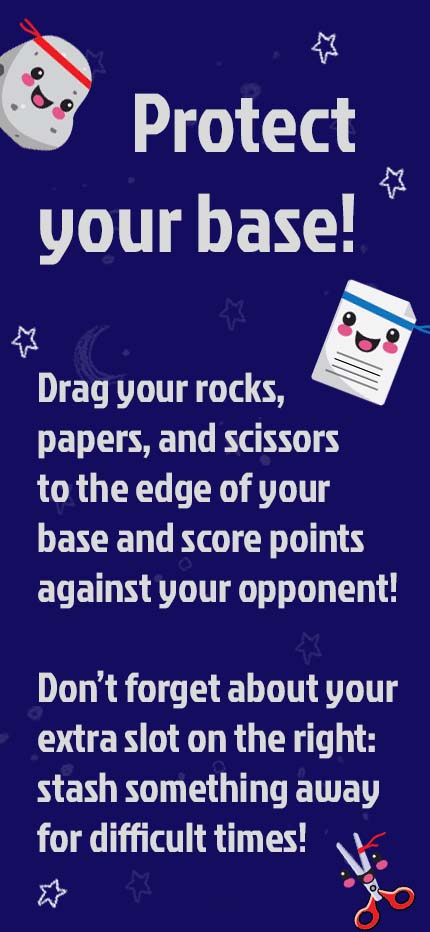 Protect
your base!
Drag your rocks,
papers, and scissors
to the edge of your
base and score points
against your opponent!
Don't forget about your
extra slot on the right:
stash something away
for difficult times!